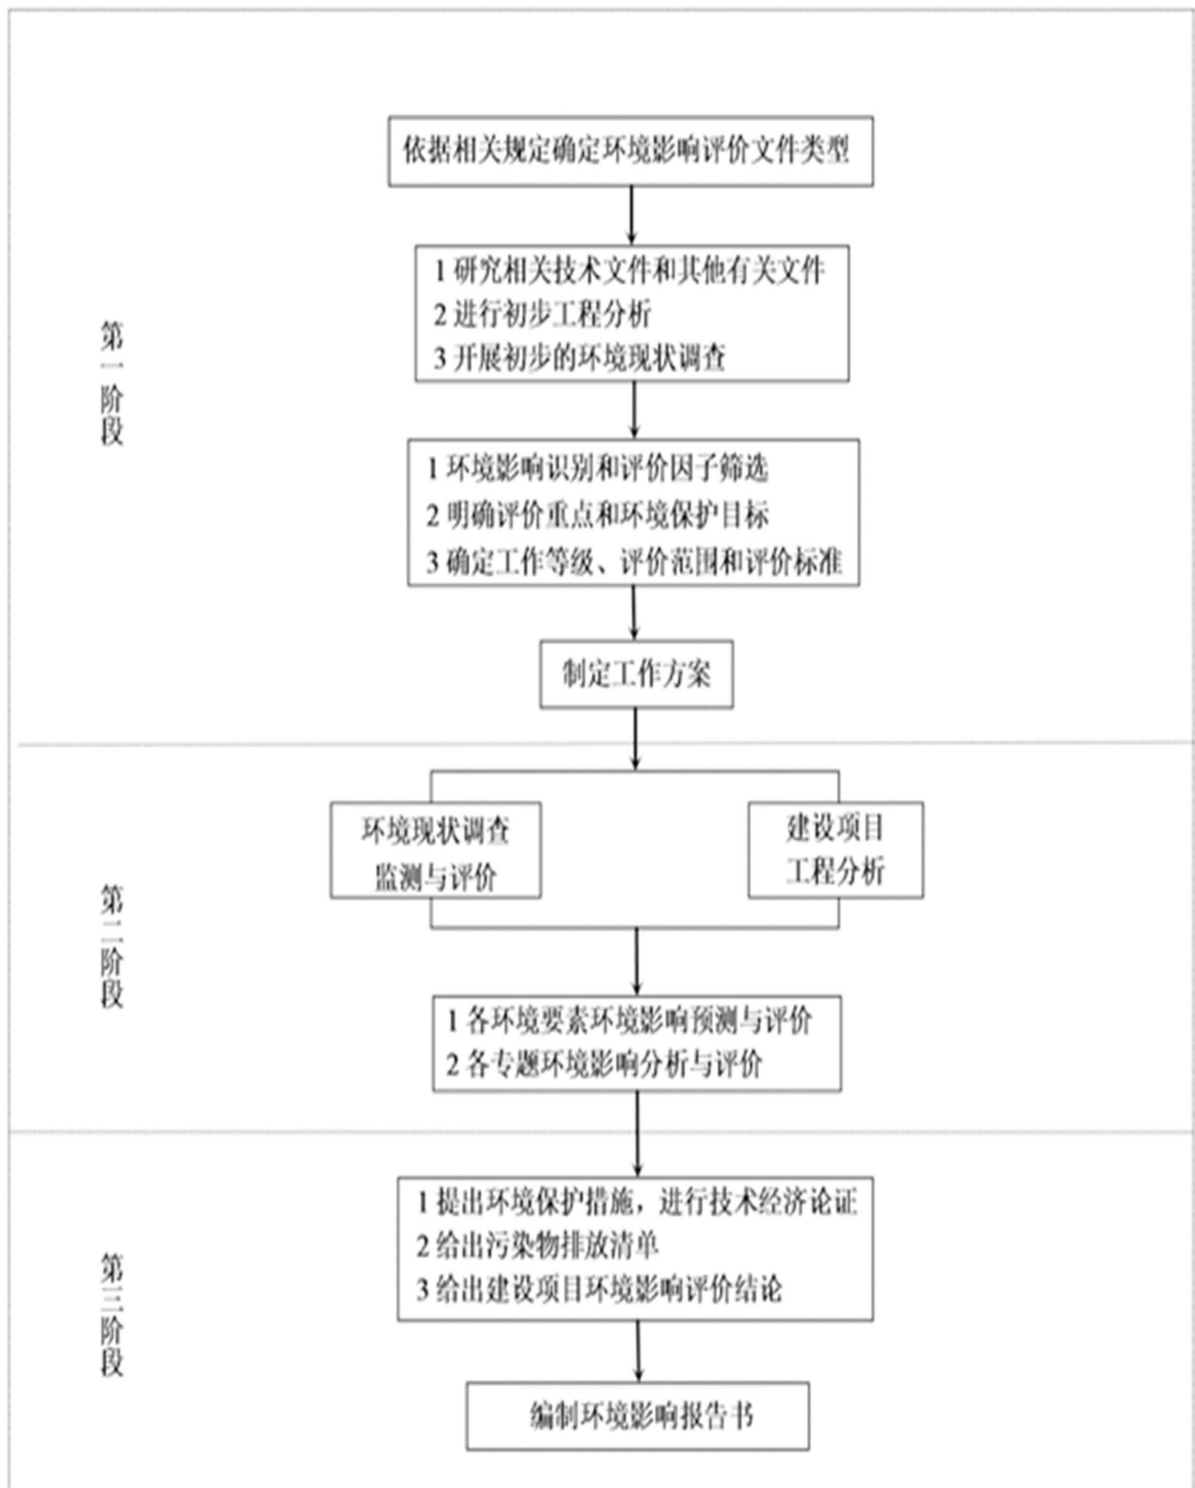 依据相关规定确定环境影响评价文件类型
1 研究相关技术文件和其他有关文件
2 进行初步工程分析
3 开展初步的环境现状调查
第一阶段
1 环境影响识别和评价因子筛选
2 明确评价重点和环境保护目标
3 确定工作等级、评价范围和评价标准
制定工作方案
环境现状调查
监测与评价
建设项目
工程分析
第二阶段
1 各环境要素环境影响预测与评价
2 各专题环境影响分析与评价
1 提出环境保护措施，进行技术经济论证
2 给出污染物排放清单
3 给出建设项目环境影响评价结论
第三阶段
编制环境影响报告书